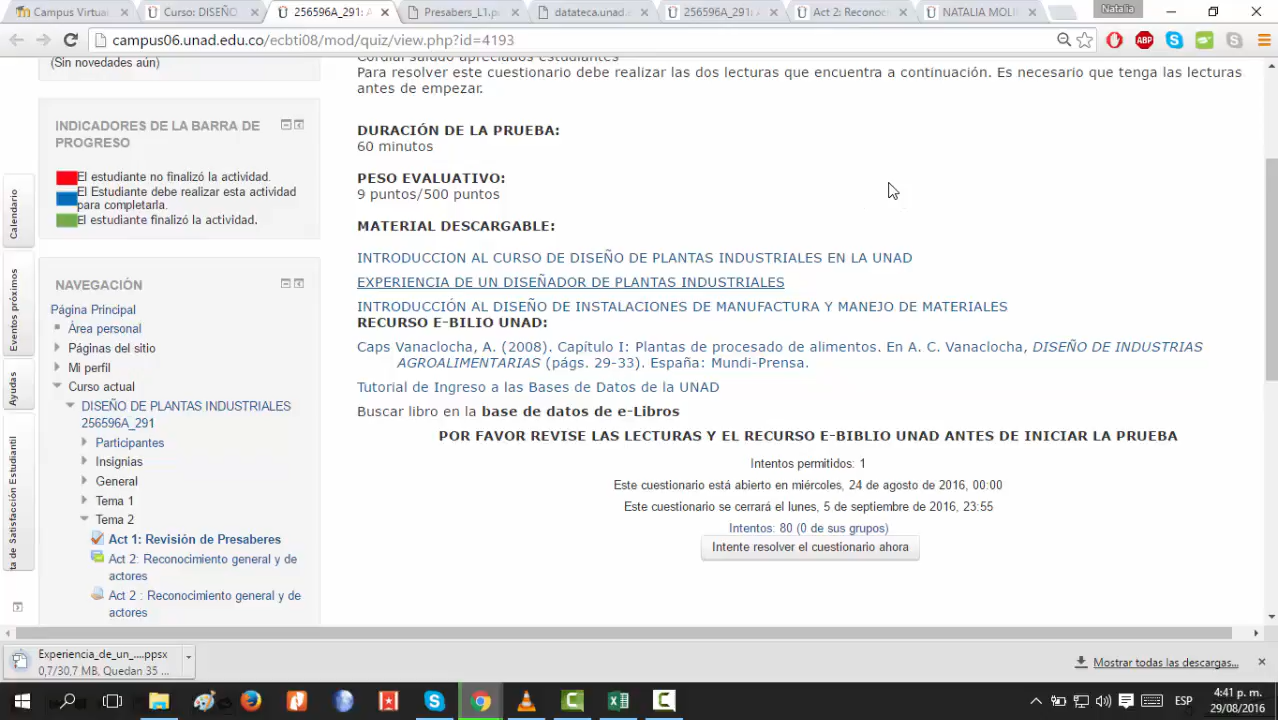 Campus Virtua
Curso: DISEÑO
256596A_291: A
Presabers_L1.p
datateca.unad.
256596A_291:
Act 2: Reconoc
NATALIA MOLI
Natalia
campus06.unad.edu.co/ecbti08/mod/quiz/view.php?id=4193
ABP
(Sin novedades aún)
INDICADORES DE LA BARRA DE
PROGRESO
El estudiante no finalizó la actividad.
El Estudiante debe realizar esta actividad
para completarla.
El estudiante finalizó la actividad.
Calendario
Eventos próximos
Ayudas
ta de Satisfacción Estudiantil
NAVEGACIÓN
Página Principal
Área personal
Páginas del sitio
Mi perfil
Curso actual
DISEÑO DE PLANTAS INDUSTRIALES
256596A_291
Participantes
Insignias
General
Tema 1
Tema 2
Act 1: Revisión de Presaberes
Act 2: Reconocimiento general y de
actores
Act 2 : Reconocimiento general y de
actores
Cordial saludo apreciados estudiantes
Para resolver este cuestionario debe realizar las dos lecturas que encuentra a continuación. Es necesario que tenga las lecturas
antes de empezar.
DURACIÓN DE LA PRUEBA:
60 minutos
PESO EVALUATIVO:
9 puntos/500 puntos
MATERIAL DESCARGABLE:
INTRODUCCION AL CURSO DE DISEÑO DE PLANTAS INDUSTRIALES EN LA UNAD
EXPERIENCIA DE UN DISEÑADOR DE PLANTAS INDUSTRIALES
INTRODUCCIÓN AL DISEÑO DE INSTALACIONES DE MANUFACTURA Y MANEJO DE MATERIALES
RECURSO E-BILIO UNAD:
Caps Vanaclocha, A. (2008). Capítulo I: Plantas de procesado de alimentos. En A. C. Vanaclocha, DISEÑO DE INDUSTRIAS
AGROALIMENTARIAS (págs. 29-33). España: Mundi-Prensa.
Tutorial de Ingreso a las Bases de Datos de la UNAD
Buscar libro en la base de datos de e-Libros
POR FAVOR REVISE LAS LECTURAS Y EL RECURSO E-BIBLIO UNAD ANTES DE INICIAR LA PRUEBA
Intentos permitidos: 1
Este cuestionario está abierto en miércoles, 24 de agosto de 2016, 00:00
Este cuestionario se cerrará el lunes, 5 de septiembre de 2016, 23:55
Intentos: 80 (0 de sus grupos)
Intente resolver el cuestionario ahora
Experiencia_de_un_....ppsx
0,7/30,7 MB, Quedan 35 ...
Mostrar todas las descargas...
ESP
4:41 p. m.
29/08/2016